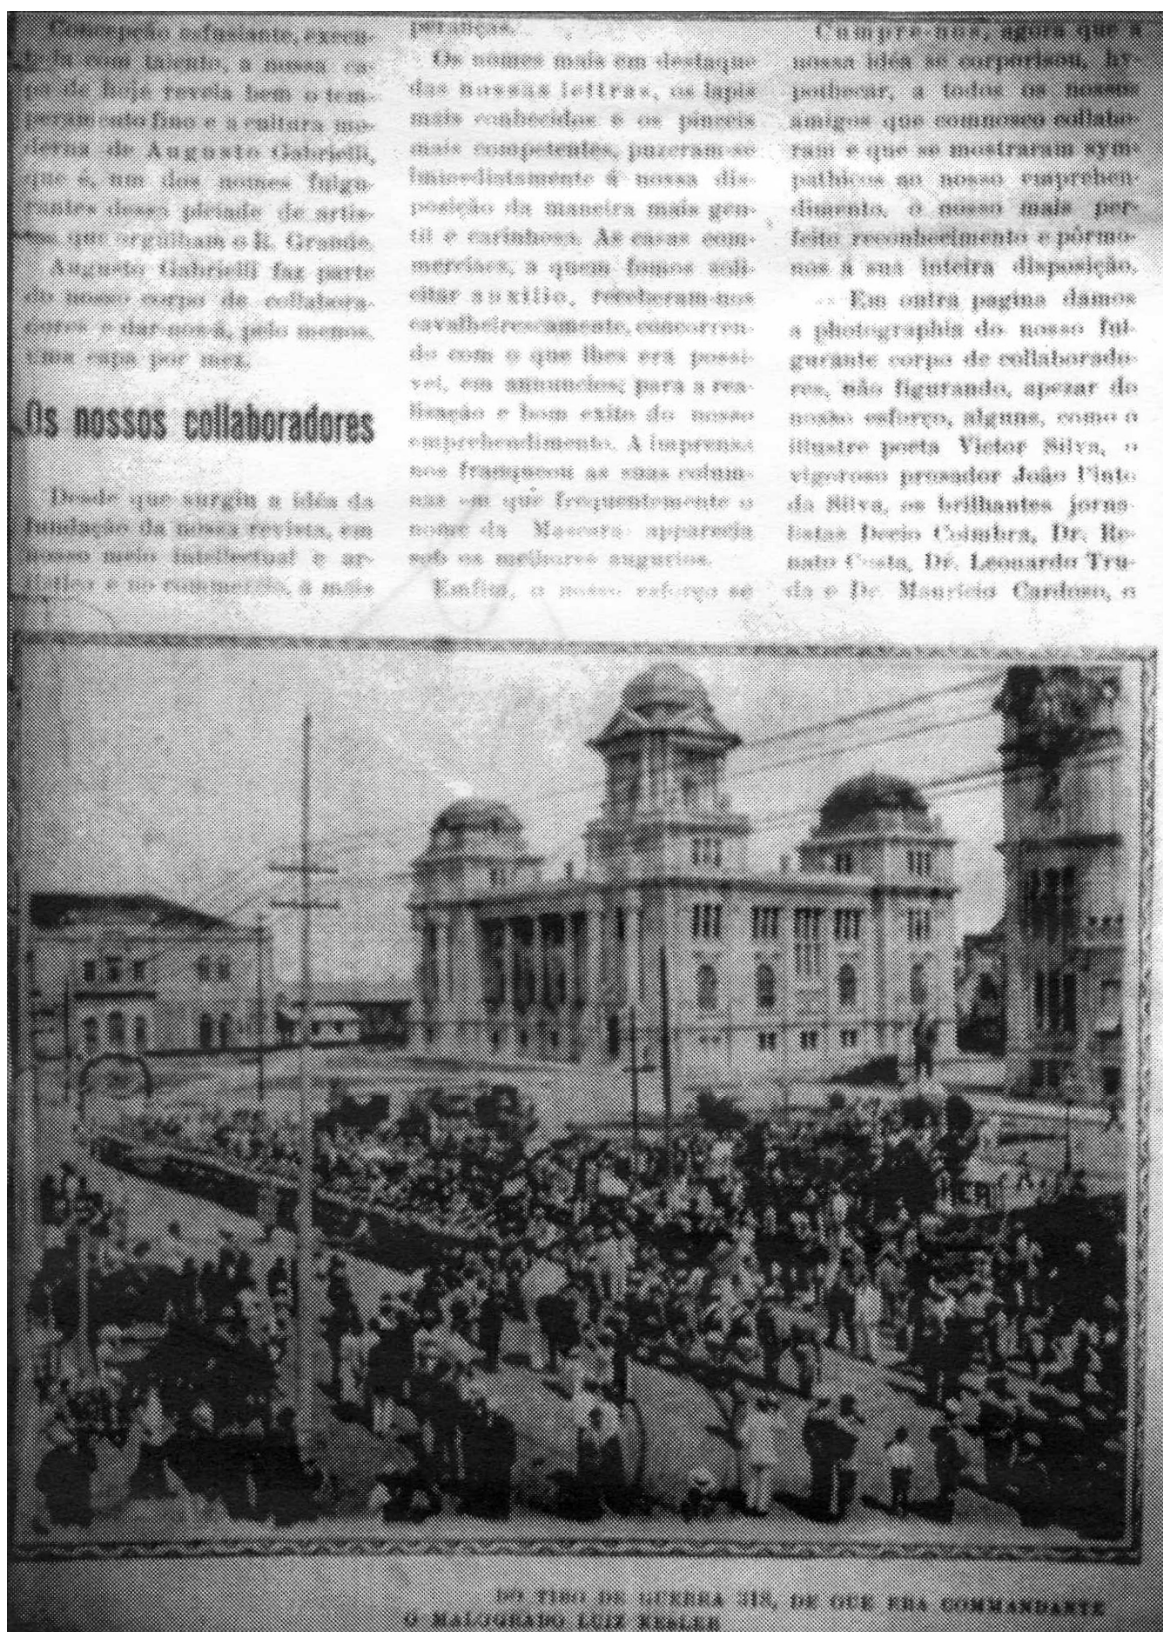 Concepção esfusiante, execu-
tada com talento, a nossa ca-
pa de hoje revela bem o tem-
peramento fino e a cultura mo-
derna de Augusto Gabrielli,
que é, um dos nomes fulgu-
rantes dessa pleiade de artis-
tas que orgulham o R. Grande.
Augusto Gabrielli faz parte
do nosso corpo de collabora-
dores e dar-nos-á, pelo menos,
uma capa por mez.
Os nossos collaboradores
Desde que surgiu a idéa da
fundação da nossa revista, em
nosso meio intellectual e ar-
tistico e no commercio, a mais
peranças.
Os nomes mais em destaque
das nossas lettras, os lapis
mais conhecidos e os pinceis
mais competentes, puzeram-se
immediatamente á nossa dis-
posição da maneira mais gen-
til e carinhosa. As casas com-
merciaes, a quem fomos soli-
citar auxilio, receberam-nos
cavalheirescamente, concorren-
do com o que lhes era possi-
vel, em annuncios; para a rea-
lisação e bom exito do nosso
emprehendimento. A imprensa
nos franqueou as suas colum-
nas em que frequentemente o
nome da Mascara apparecia
sob os melhores augurios.
Emfim, o nosso esforço se
Cumpre-nos, agora que a
nossa idéa se corporisou, hy-
pothecar, a todos os nossos
amigos que comnosco collabo-
ram e que se mostraram sym-
pathicos ao nosso emprehen-
dimento, o nosso mais per-
feito reconhecimento e pôrmo-
nos á sua inteira disposição.
Em outra pagina damos
a photographia do nosso ful-
gurante corpo de collaborado-
res, não figurando, apezar do
nosso esforço, alguns, como o
illustre poeta Victor Silva, o
vigoroso prosador João Pinto
da Silva, os brilhantes jorna-
listas Decio Coimbra, Dr. Re-
nato Costa, Dr. Leonardo Tru-
da e Dr. Mauricio Cardoso, o
DO TIRO DE GUERRA 318, DE QUE ERA COMMANDANTE
O MALOGRADO LUIZ KESLER